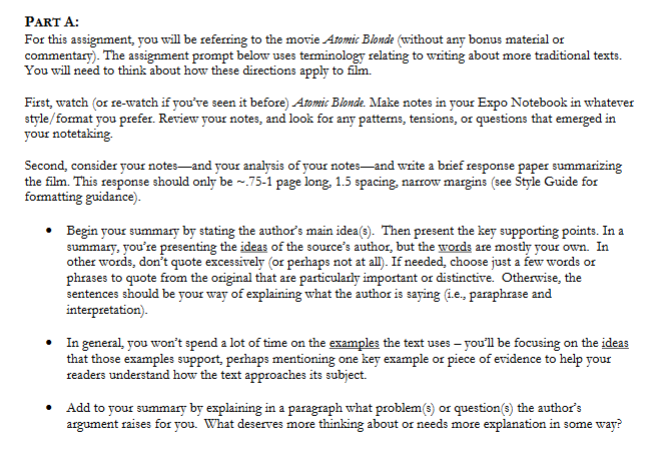 PART A:
For this assignment, you will be referring to the movie Atomic Blonde (without any bonus material or
commentary). The assignment prompt below uses terminology relating to writing about more traditional texts.
You will need to think about how these directions apply to film.
First, watch (or re-watch if you've seen it before) Atomic Blonde. Make notes in your Expo Notebook in whatever
style/format you prefer. Review your notes, and look for any patterns, tensions, or questions that emerged in
your notetaking.
Second, consider your notes—and your analysis of your notes—and write a brief response paper summarizing
the film. This response should only be ~.75-1 page long, 1.5 spacing, narrow margins (see Style Guide for
formatting guidance).
• Begin your summary by stating the author's main idea(s). Then present the key supporting points. In a
summary, you're presenting the ideas of the source's author, but the words are mostly your own. In
other words, don't quote excessively (or perhaps not at all). If needed, choose just a few words or
phrases to quote from the original that are particularly important or distinctive. Otherwise, the
sentences should be your way of explaining what the author is saying (i.e., paraphrase and
interpretation).
• In general, you won't spend a lot of time on the examples the text uses – you'll be focusing on the ideas
that those examples support, perhaps mentioning one key example or piece of evidence to help your
readers understand how the text approaches its subject.
• Add to your summary by explaining in a paragraph what problem(s) or question(s) the author's
argument raises for you. What deserves more thinking about or needs more explanation in some way?